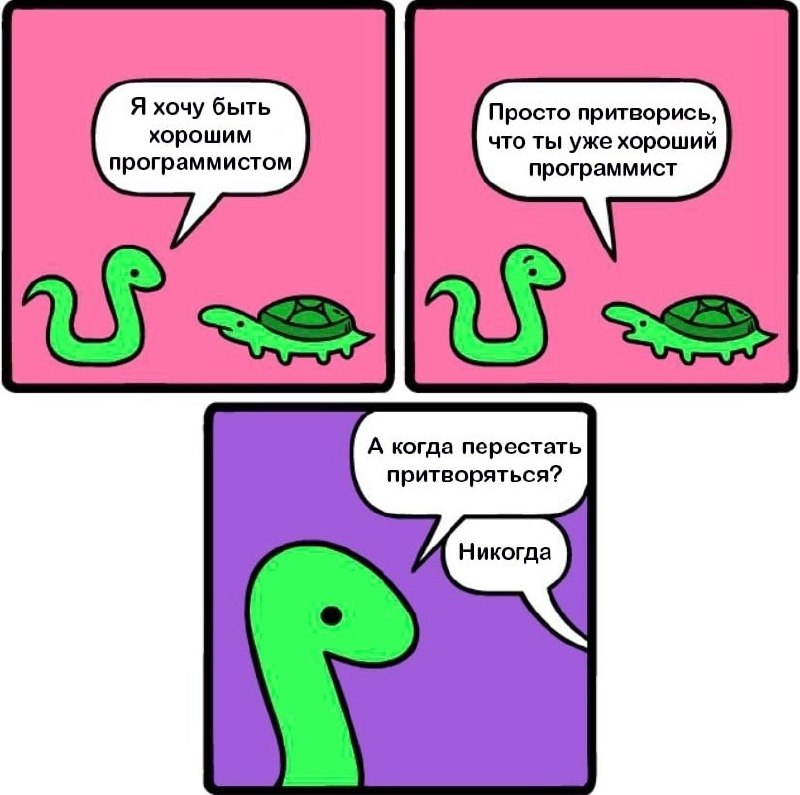 Я хочу быть
хорошим
программистом
Просто притворись,
что ты уже хороший
программист
А когда перестать
притворяться?
Никогда